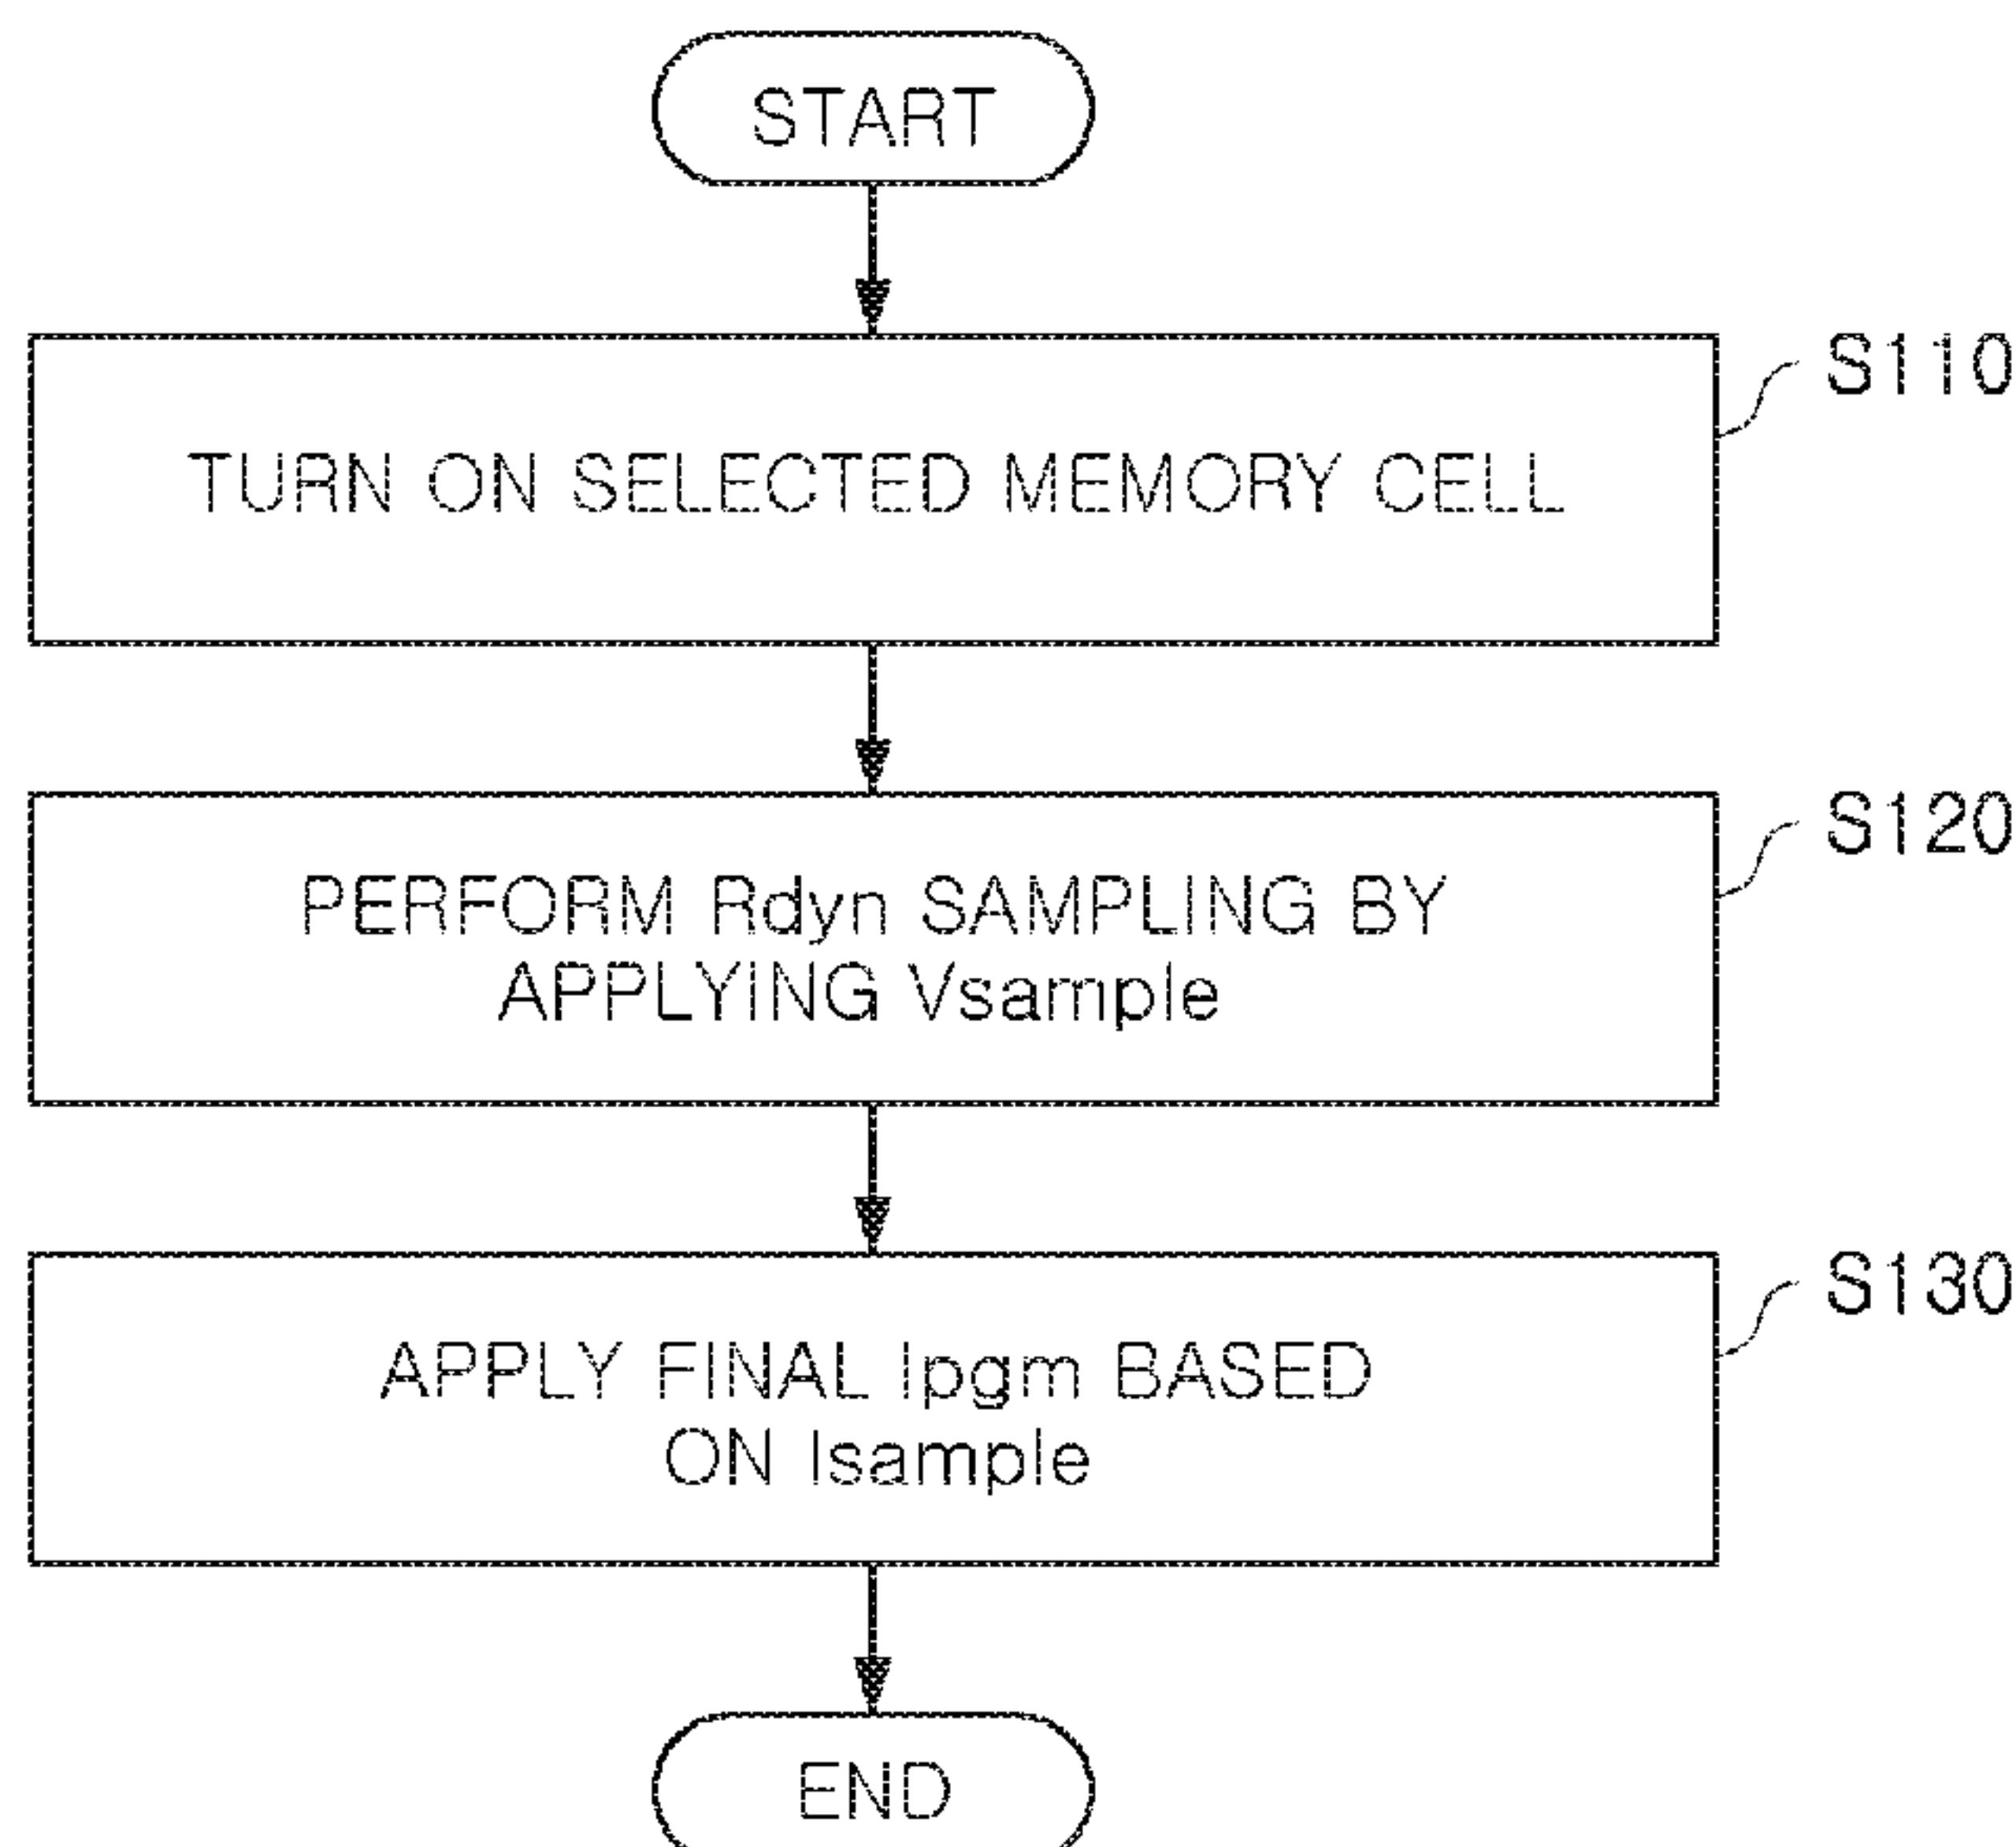 START
S110
TURN ON SELECTED MEMORY CELL
S120
PERFORM Rdyn SAMPLING BY
APPLYING Vsample
S130
APPLY FINAL Ipgm BASED
ON Isample
END